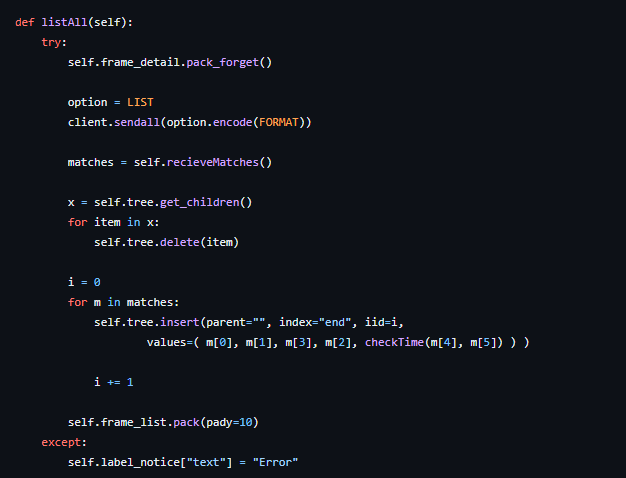 def listAll(self):
    try:
        self.frame_detail.pack_forget()

        option = LIST
        client.sendall(option.encode(FORMAT))

        matches = self.recieveMatches()

        x = self.tree.get_children()
        for item in x:
            self.tree.delete(item)

        i = 0
        for m in matches:
            self.tree.insert(parent="", index="end", iid=i,
                    values=( m[0], m[1], m[3], m[2], checkTime(m[4], m[5]) ) )

            i += 1

        self.frame_list.pack(pady=10)
    except:
        self.label_notice["text"] = "Error"